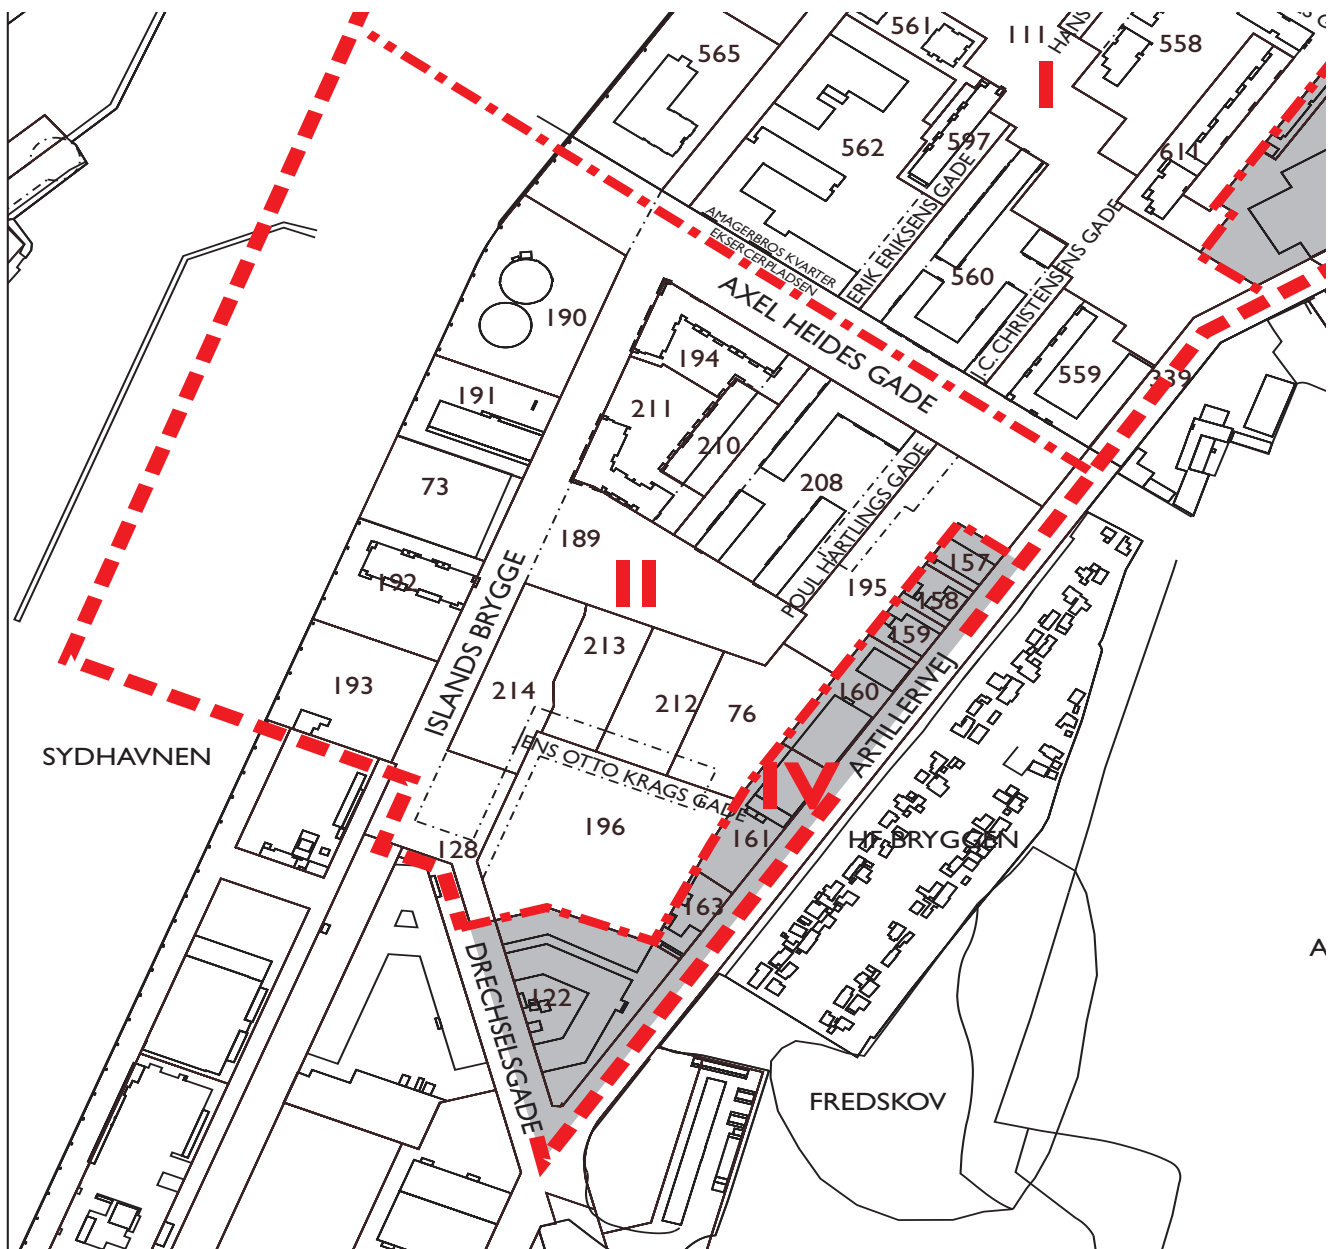 561
111
HANS
558
565
I
562
597
611
ERIK ERIKSENS GADE
AMAGERBROS KVARTER
EKSERCERPLADSEN
J.C. CHRISTENSENS GADE
560
AXEL HEIDES GADE
190
194
559
339
191
211
210
73
208
POUL HARTLINGS GADE
189
157
II
192
195
158
159
ISLANDS BRYGGE
213
193
214
212
76
160
SYDHAVNEN
ARTILLERIVEJ
JENS OTTO KRAGS GADE
IV
196
161
HF. BRYGGEN
128
163
A
DRECHSELSGADE
122
FREDSKOV